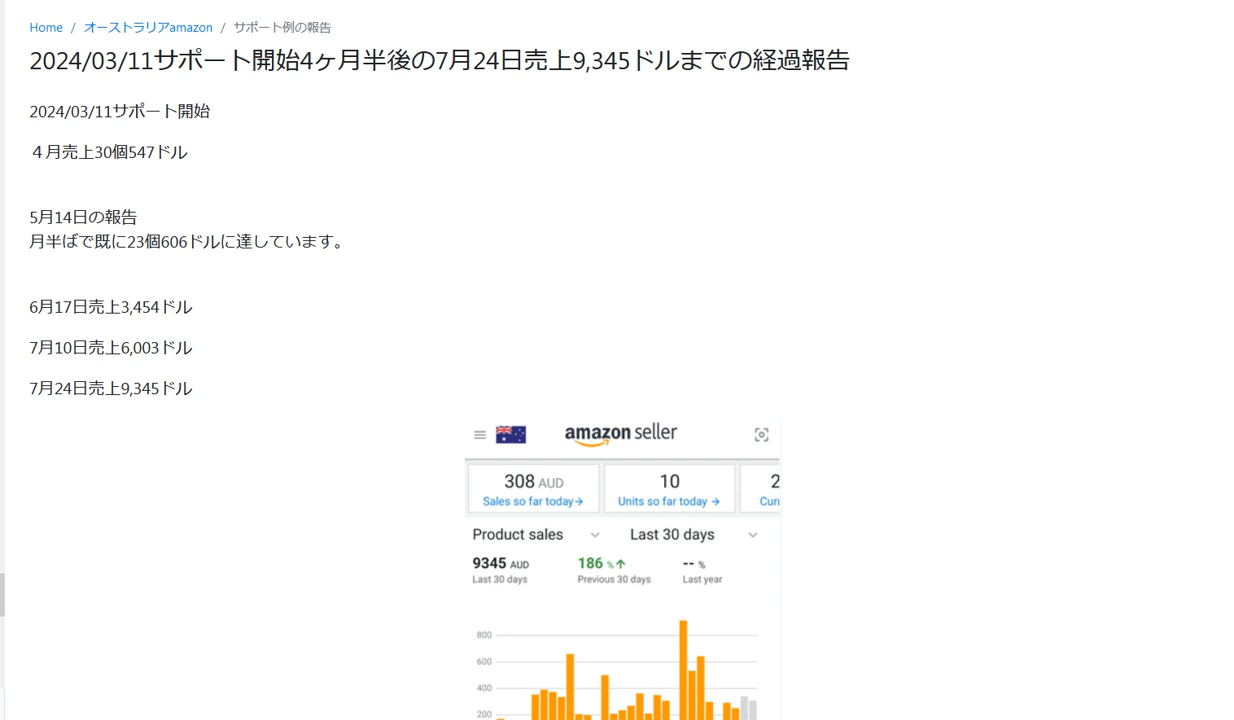 Home / オーストラリアamazon / サポート例の報告
2024/03/11サポート開始4ヶ月半後の7月24日売上9,345ドルまでの経過報告
2024/03/11サポート開始
４月売上30個547ドル
5月14日の報告
月半ばで既に23個606ドルに達しています。
6月17日売上3,454ドル
7月10日売上6,003ドル
7月24日売上9,345ドル
amazon seller
308 AUD 10 2
Sales so far today→ Units so far today → Curr
Product sales Last 30 days
9345 AUD 186 %↑ -- %
Last 30 days Previous 30 days Last year
800
600
400
200